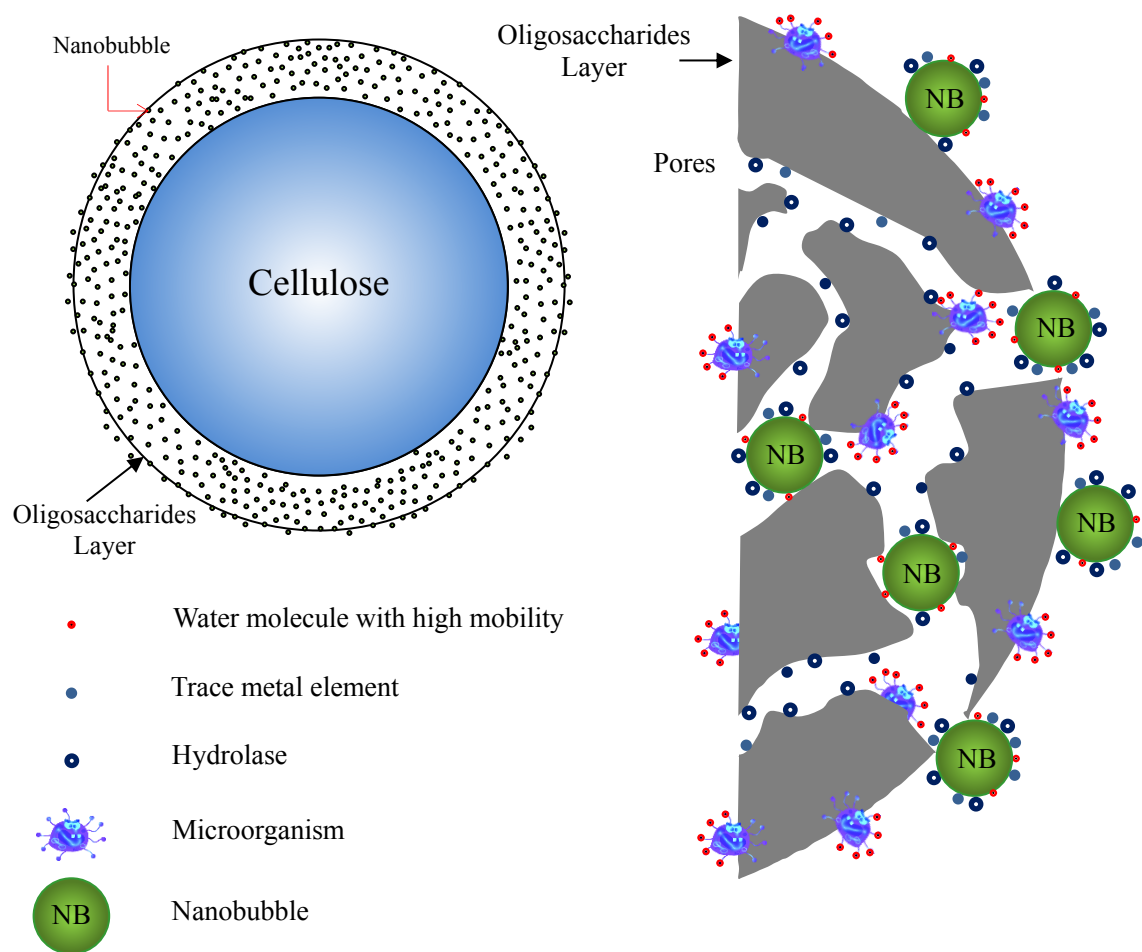 Nanobubble
Cellulose
Oligosaccharides
Layer
Water molecule with high mobility
Trace metal element
Hydrolase
Microorganism
NB
Nanobubble
Oligosaccharides
Layer
Pores
NB
NB
NB
NB
NB
NB